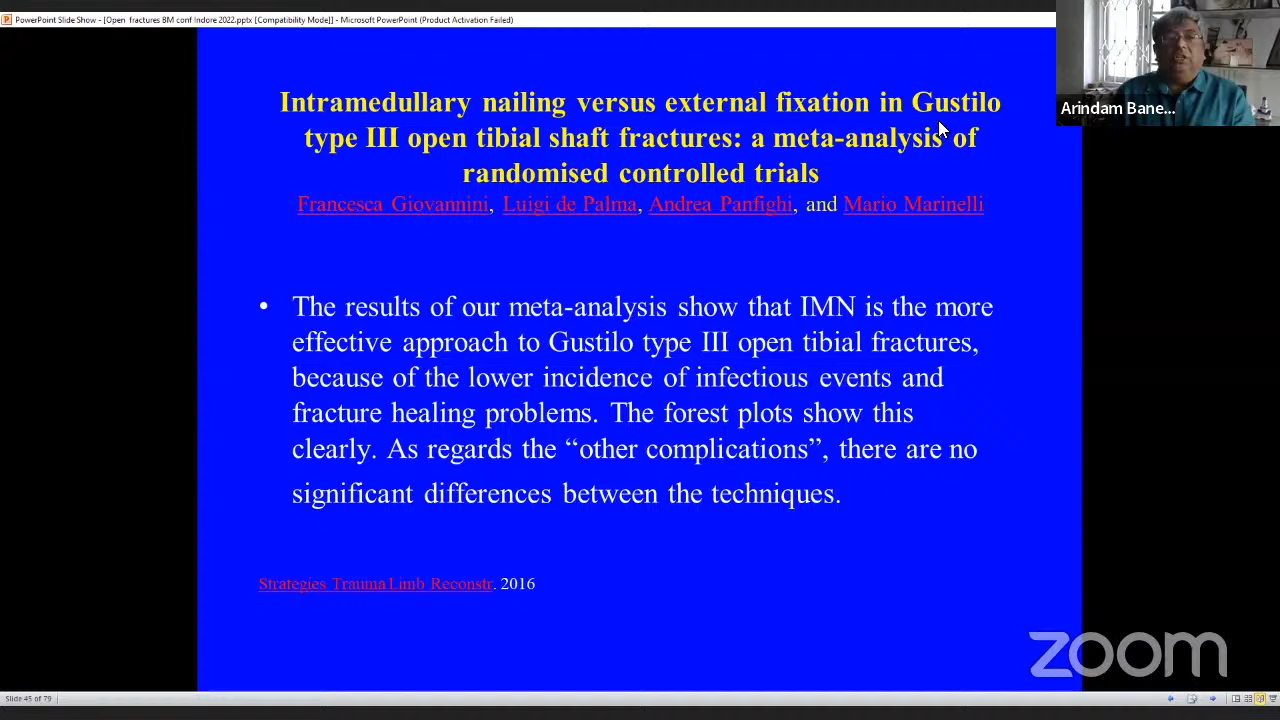 PowerPoint Slide Show - [Open fractures BM conf Indore 2022.pptx [Compatibility Mode]] - Microsoft PowerPoint (Product Activation Failed)
Arindam Bane...
Intramedullary nailing versus external fixation in Gustilo
type III open tibial shaft fractures: a meta-analysis of
randomised controlled trials
Francesca Giovannini, Luigi de Palma, Andrea Panfighi, and Mario Marinelli
• The results of our meta-analysis show that IMN is the more
effective approach to Gustilo type III open tibial fractures,
because of the lower incidence of infectious events and
fracture healing problems. The forest plots show this
clearly. As regards the “other complications”, there are no
significant differences between the techniques.
Strategies Trauma Limb Reconstr. 2016
zoom
Slide 45 of 79